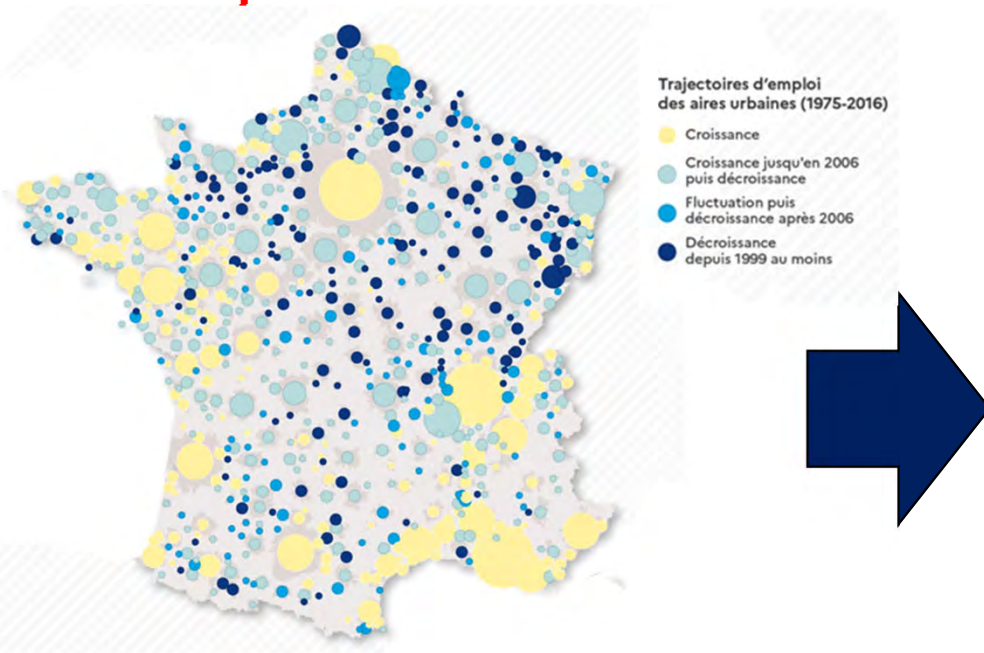 Trajectoires d'emploi
des aires urbaines (1975-2016)
Croissance
Croissance jusqu'en 2006
puis décroissance
Fluctuation puis
décroissance après 2006
Décroissance
depuis 1999 au moins